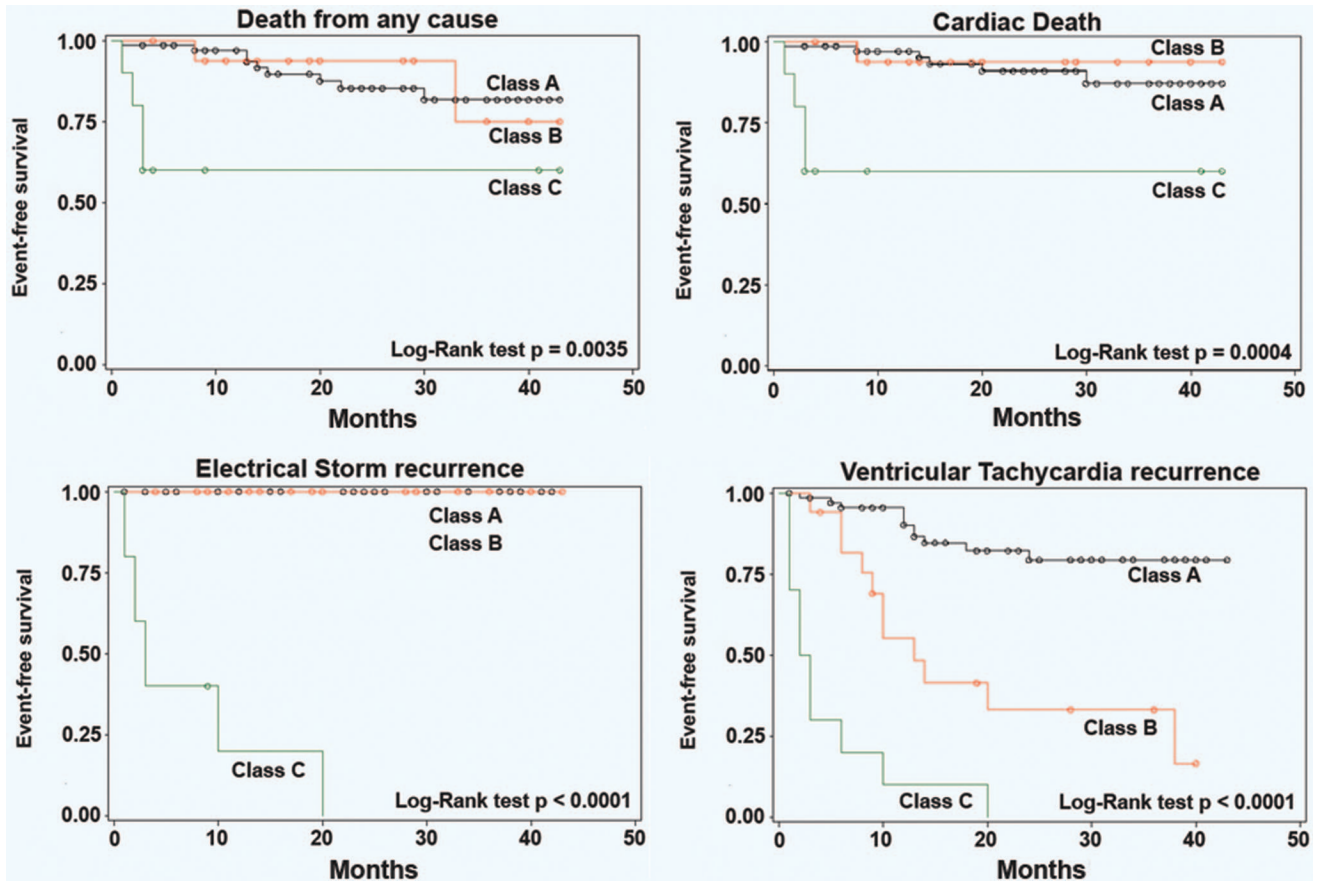 Death from any cause
Event-free survival
1.00
0.75
0.50
0.25
0.00
Class A
Class B
Class C
Log-Rank test p = 0.0035
0 10 20 30 40 50
Months
Cardiac Death
Event-free survival
1.00
0.75
0.50
0.25
0.00
Class B
Class A
Class C
Log-Rank test p = 0.0004
0 10 20 30 40 50
Months
Electrical Storm recurrence
Event-free survival
1.00
0.75
0.50
0.25
0.00
Class A
Class B
Class C
Log-Rank test p < 0.0001
0 10 20 30 40 50
Months
Ventricular Tachycardia recurrence
Event-free survival
1.00
0.75
0.50
0.25
0.00
Class A
Class B
Class C
Log-Rank test p < 0.0001
0 10 20 30 40 50
Months